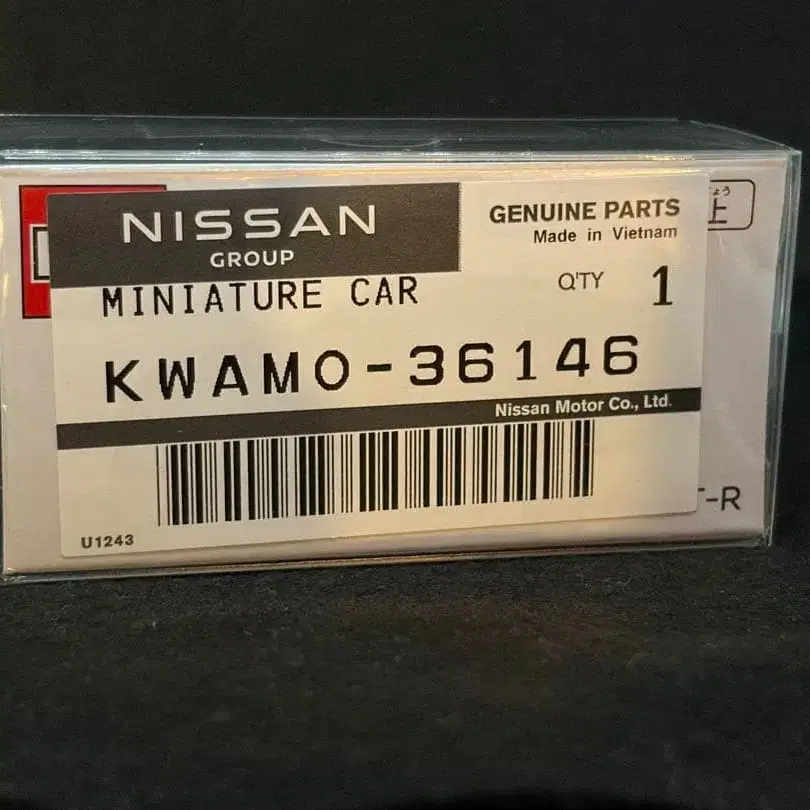 NISSAN
GROUP
GENUINE PARTS
Made in Vietnam
MINIATURE CAR
Q'TY 1
KWAM0-36146
Nissan Motor Co., Ltd.
U1243
-R